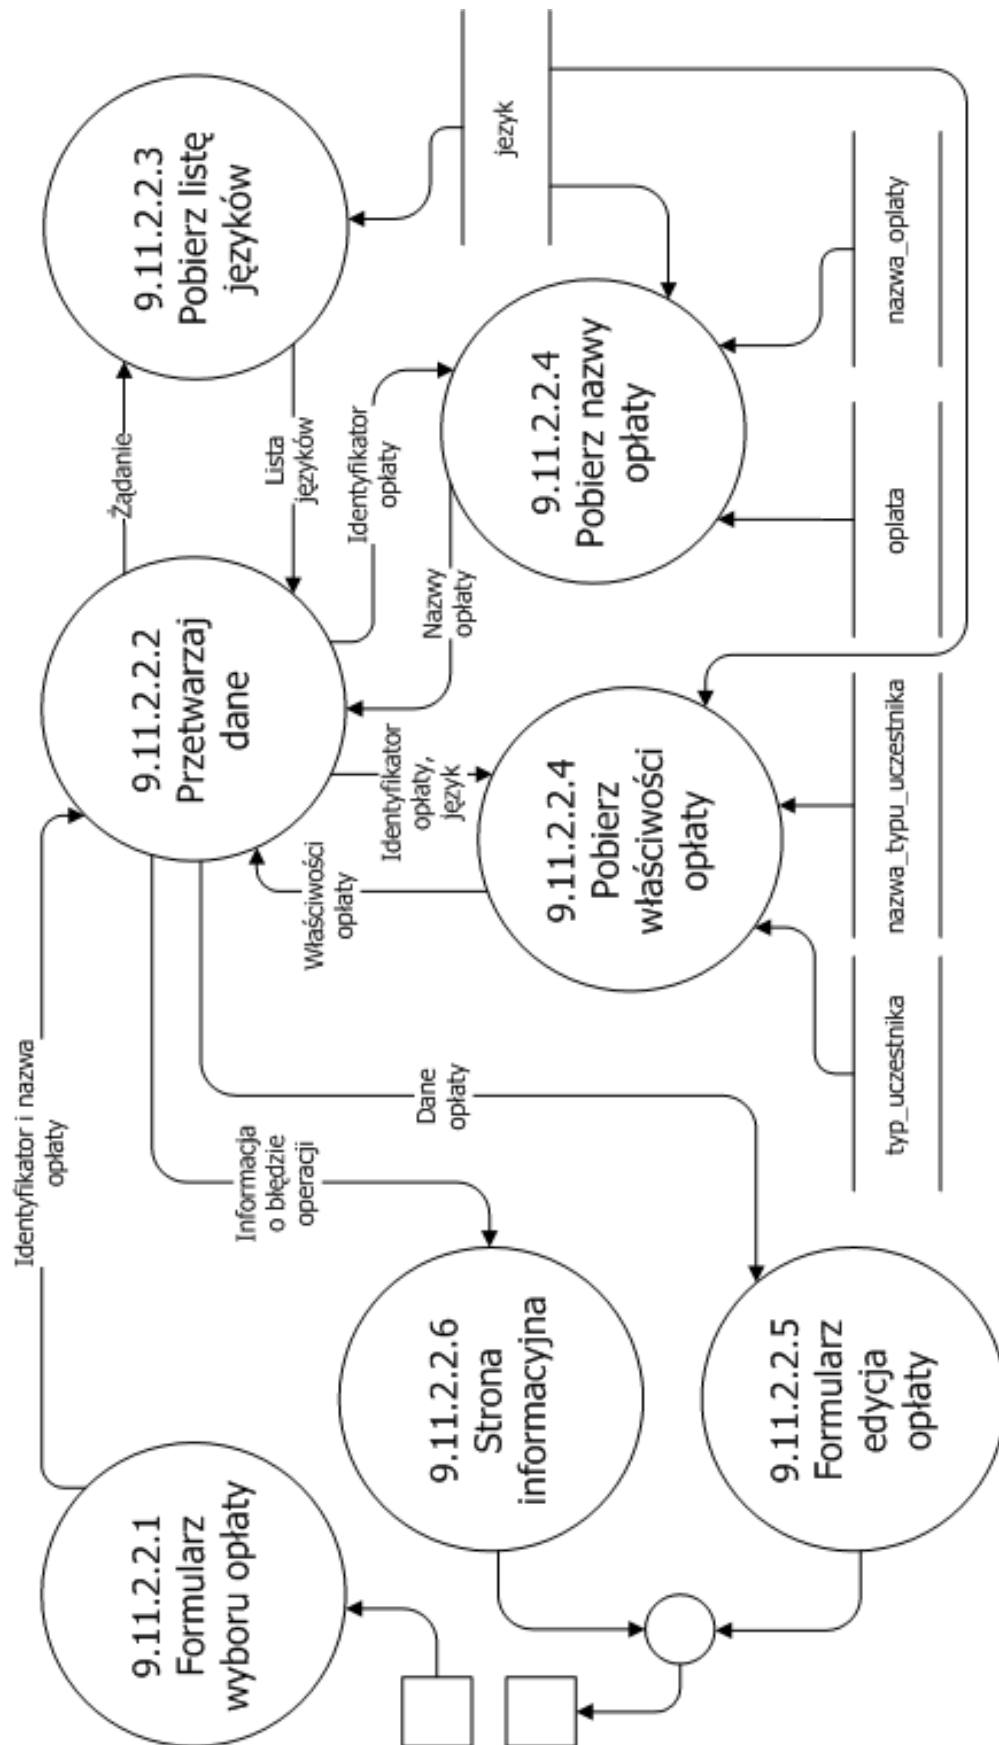 9.11.2.2.1
Formularz
wyboru opłaty
Identyfikator i nazwa
opłaty
9.11.2.2.2
Przetwarzaj
dane
Żądanie
9.11.2.2.3
Pobierz listę
języków
Lista
języków
Identyfikator
opłaty
Nazwy
opłaty
Identyfikator
opłaty,
język
Właściwości
opłaty
Informacja
o błędzie
operacji
Dane
opłaty
9.11.2.2.6
Strona
informacyjna
9.11.2.2.4
Pobierz
właściwości
opłaty
9.11.2.2.4
Pobierz nazwy
opłaty
jezyk
9.11.2.2.5
Formularz
edycja
opłaty
typ_uczestnika
nazwa_typu_uczestnika
oplata
nazwa_oplaty